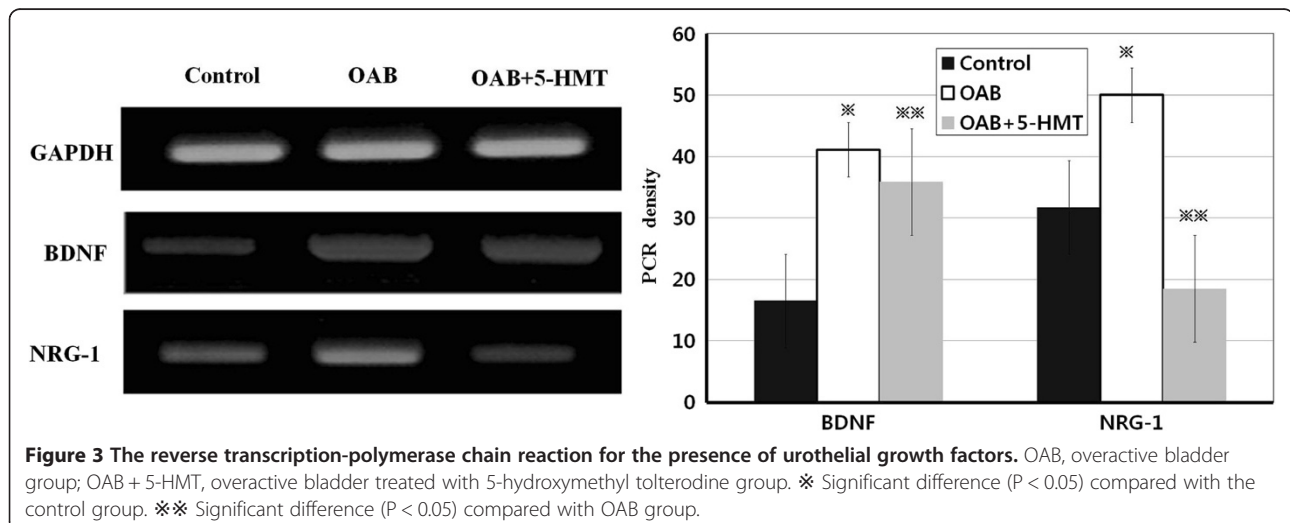 Control OAB OAB+5-HMT
GAPDH
BDNF
NRG-1
PCR density
60
50
40
30
20
10
0
Control
OAB
OAB+5-HMT
※
※※
※
※※
BDNF
NRG-1
Figure 3 The reverse transcription-polymerase chain reaction for the presence of urothelial growth factors. OAB, overactive bladder
group; OAB + 5-HMT, overactive bladder treated with 5-hydroxymethyl tolterodine group. ※ Significant difference (P < 0.05) compared with the
control group. ※※ Significant difference (P < 0.05) compared with OAB group.